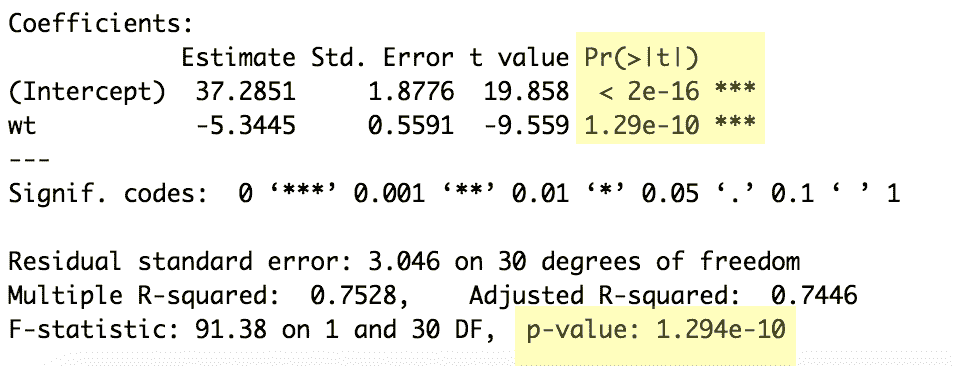 Coefficients:
            Estimate Std. Error t value Pr(>|t|)
(Intercept)  37.2851     1.8776  19.858  < 2e-16 ***
wt           -5.3445     0.5591  -9.559 1.29e-10 ***
---
Signif. codes:  0 ‘***’ 0.001 ‘**’ 0.01 ‘*’ 0.05 ‘.’ 0.1 ‘ ’ 1
Residual standard error: 3.046 on 30 degrees of freedom
Multiple R-squared:  0.7528,    Adjusted R-squared:  0.7446
F-statistic: 91.38 on 1 and 30 DF,  p-value: 1.294e-10